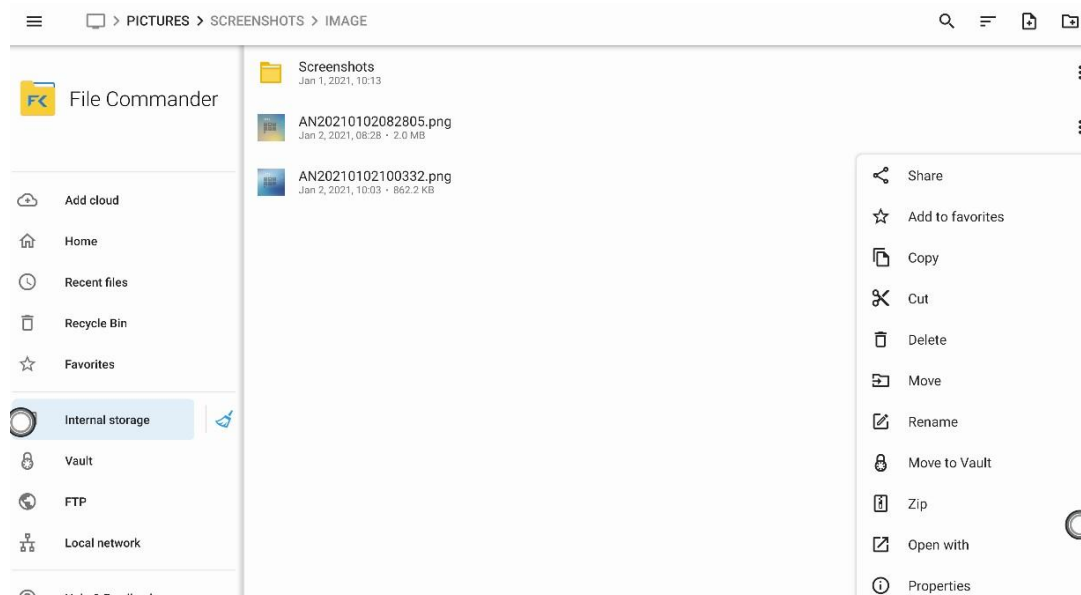 > PICTURES > SCREENSHOTS > IMAGE
File Commander
Add cloud
Home
Recent files
Recycle Bin
Favorites
Internal storage
Vault
FTP
Local network
Screenshots
Jan 1, 2021, 10:13
AN20210102082805.png
Jan 2, 2021, 08:28 • 2.0 MB
AN20210102100332.png
Jan 2, 2021, 10:03 • 862.2 KB
Share
Add to favorites
Copy
Cut
Delete
Move
Rename
Move to Vault
Zip
Open with
Properties